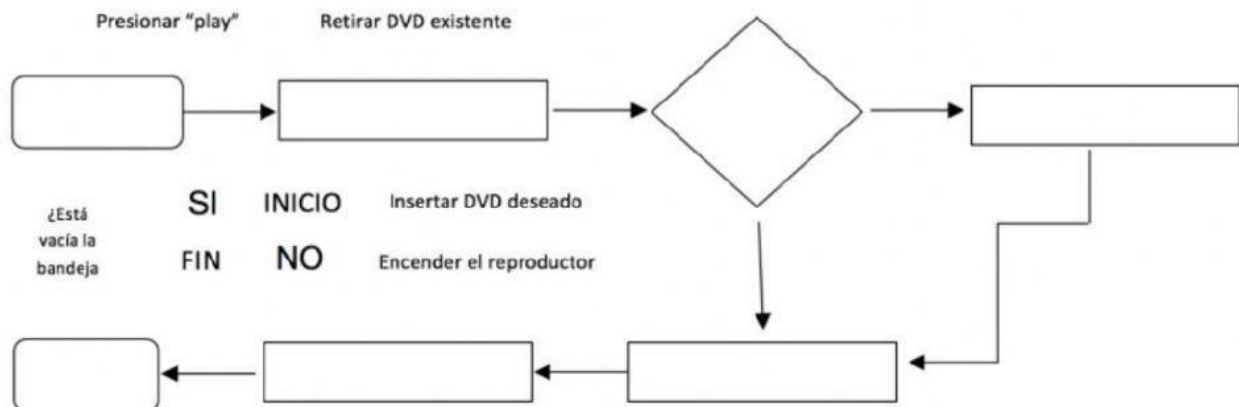 Presionar "play" Retirar DVD existente
SI INICIO Insertar DVD deseado
¿Está
vacía la
bandeja
FIN NO Encender el reproductor